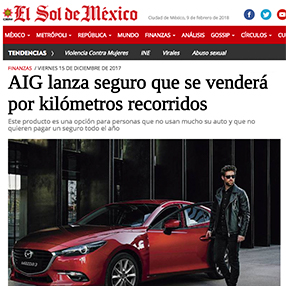 El Sol de México
Ciudad de México, 9 de febrero de 2018
MÉXICO METRÓPOLI REPÚBLICA MUNDO FINANZAS ANÁLISIS GOSSIP DEPORTES CULTURA
TENDENCIAS Violencia Contra Mujeres INE Virales Abuso sexual
FINANZAS / VIERNES 15 DE DICIEMBRE DE 2017
AIG lanza seguro que se venderá
por kilómetros recorridos
Este producto es una opción para personas que no usan mucho su auto y que no
quieren pagar un seguro todo el año